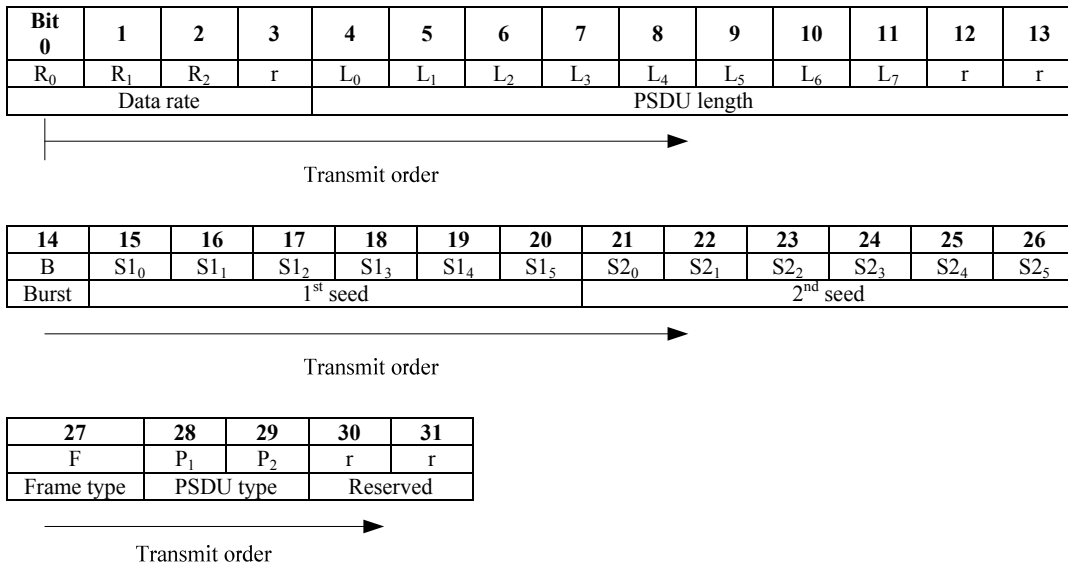 Bit 0 1 2 3 4 5 6 7 8 9 10 11 12 13
R₀ R₁ R₂ r L₀ L₁ L₂ L₃ L₄ L₅ L₆ L₇ r r
Data rate PSDU length
Transmit order
14 15 16 17 18 19 20 21 22 23 24 25 26
B S1₀ S1₁ S1₂ S1₃ S1₄ S1₅ S2₀ S2₁ S2₂ S2₃ S2₄ S2₅
Burst 1ˢᵗ seed 2ⁿᵈ seed
Transmit order
27 28 29 30 31
F P₁ P₂ r r
Frame type PSDU type Reserved
Transmit order